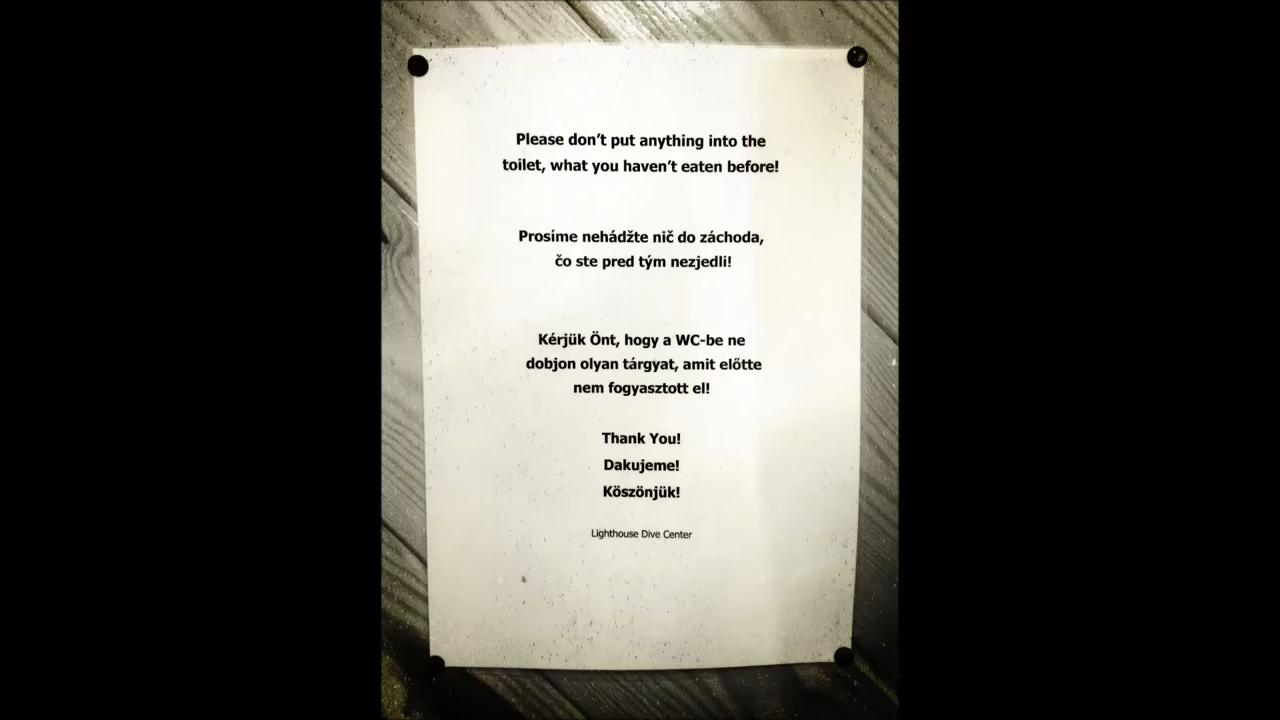 Please don't put anything into the
toilet, what you haven't eaten before!
Prosíme nehádžte nič do záchoda,
čo ste pred tým nezjedli!
Kérjük Önt, hogy a WC-be ne
dobjon olyan tárgyat, amit előtte
nem fogyasztott el!
Thank You!
Dakujeme!
Köszönjük!
Lighthouse Dive Center